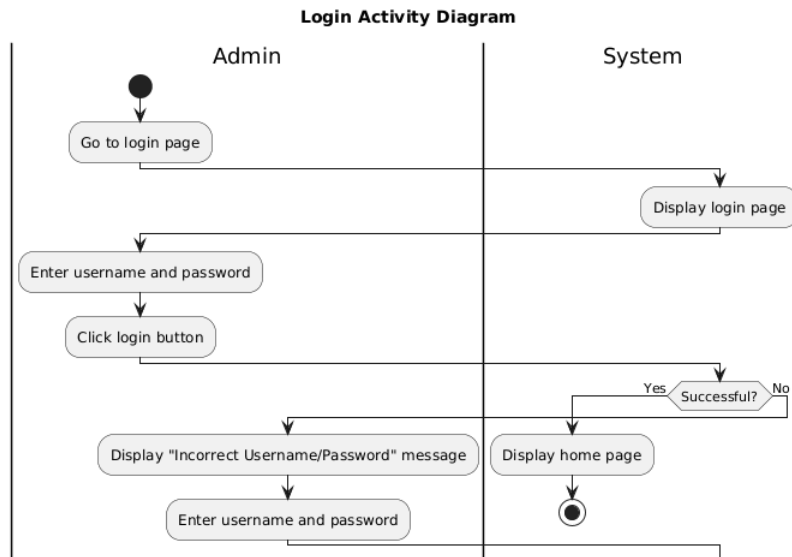 Login Activity Diagram
Admin
System
Go to login page
Display login page
Enter username and password
Click login button
Successful?
Yes
No
Display "Incorrect Username/Password" message
Display home page
Enter username and password